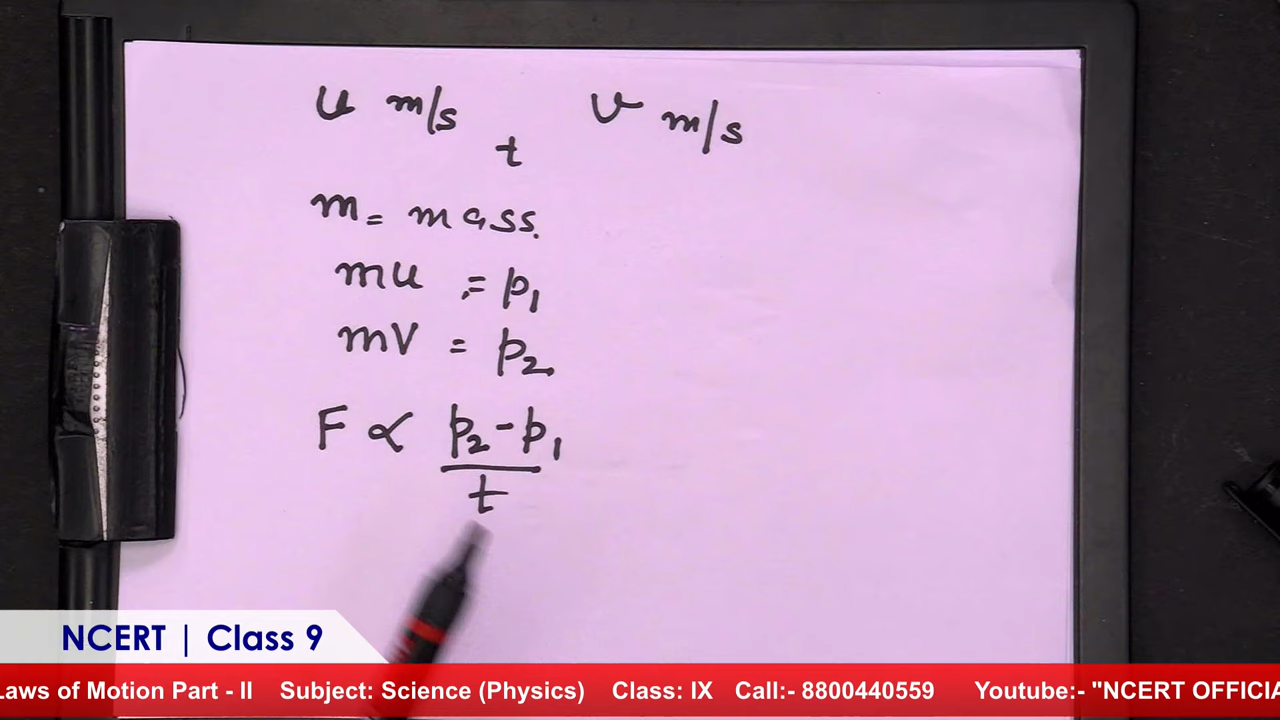 u m/s t v m/s
m = mass.
mu = p₁
mv = p₂
F ∝ p₂ - p₁
t
NCERT | Class 9
Laws of Motion Part - II Subject: Science (Physics) Class: IX Call:- 8800440559 Youtube:- "NCERT OFFICIA